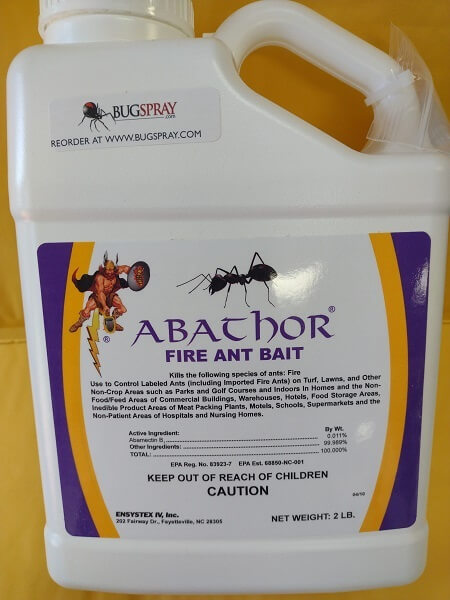 BUGSPRAY
.com
REORDER AT WWW.BUGSPRAY.COM
ABATHOR®
®
FIRE ANT BAIT
Kills the following species of ants: Fire
Use to Control Labeled Ants (including Imported Fire Ants) on Turf, Lawns, and Other
Non-Crop Areas such as Parks and Golf Courses and Indoors in Homes and the Non-
Food/Feed Areas of Commercial Buildings, Warehouses, Hotels, Food Storage Areas,
Inedible Product Areas of Meat Packing Plants, Motels, Schools, Supermarkets and the
Non-Patient Areas of Hospitals and Nursing Homes.
Active Ingredient: By Wt.
Abamectin B, 0.011%
Other Ingredients: 99.989%
TOTAL: 100.000%
EPA Reg. No. 83923-7 EPA Est. 68850-NC-001
KEEP OUT OF REACH OF CHILDREN
CAUTION
04/10
ENSYSTEX IV, Inc.
202 Fairway Dr., Fayetteville, NC 28305
NET WEIGHT: 2 LB.